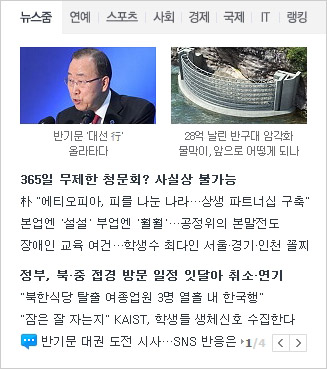 뉴스줌 연예 스포츠 사회 경제 국제 IT 랭킹
반기문 '대선 行'
올라타다
28억 날린 반구대 암각화
물막이, 앞으로 어떻게 되나
365일 무제한 청문회? 사실상 불가능
朴 "에티오피아, 피를 나눈 나라…상생 파트너십 구축"
본업엔 '설설' 부업엔 '훨훨'…공정위의 본말전도
장애인 교육 여건…학생수 최다인 서울·경기·인천 꼴찌
정부, 북·중 접경 방문 일정 잇달아 취소·연기
"북한식당 탈출 여종업원 3명 열흘 내 한국행"
"잠은 잘 자는지" KAIST, 학생들 생체신호 수집한다
반기문 대권 도전 시사…SNS 반응은 1/4